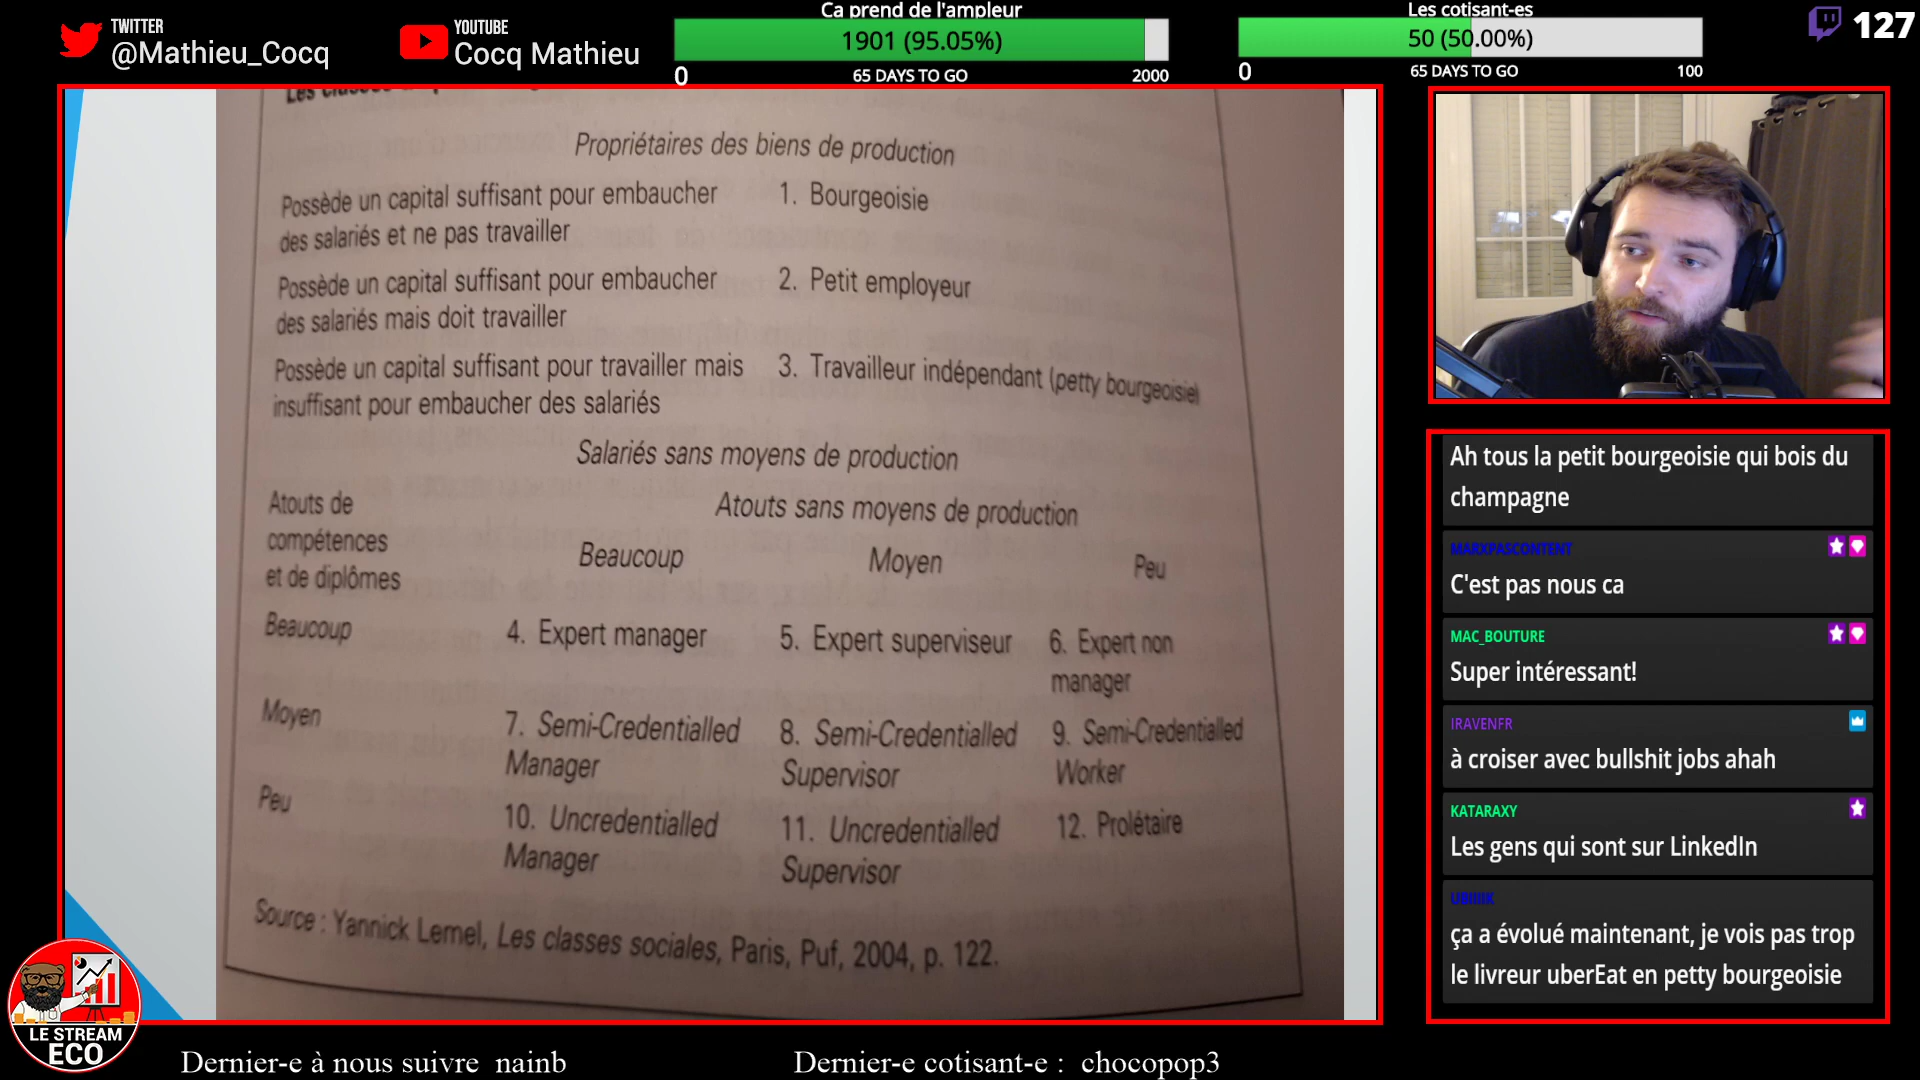 TWITTER
@Mathieu_Cocq
YOUTUBE
Cocq Mathieu
Ca prend de l'ampleur
1901 (95.05%)
0
65 DAYS TO GO
2000
Les cotisant-es
50 (50.00%)
0
65 DAYS TO GO
100
127
Les classes
Propriétaires des biens de production
Possède un capital suffisant pour embaucher
des salariés et ne pas travailler
1. Bourgeoisie
Possède un capital suffisant pour embaucher
des salariés mais doit travailler
2. Petit employeur
Possède un capital suffisant pour travailler mais
insuffisant pour embaucher des salariés
3. Travailleur indépendant (petty bourgeoisie)
Salariés sans moyens de production
Atouts de
compétences
et de diplômes
Atouts sans moyens de production
Beaucoup
Moyen
Peu
Beaucoup
4. Expert manager
5. Expert superviseur
6. Expert non
manager
Moyen
7. Semi-Credentialled
Manager
8. Semi-Credentialled
Supervisor
9. Semi-Credentialled
Worker
Peu
10. Uncredentialled
Manager
11. Uncredentialled
Supervisor
12. Prolétaire
Source : Yannick Lemel, Les classes sociales, Paris, Puf, 2004, p. 122.
Ah tous la petit bourgeoisie qui bois du
champagne
MARXPASCONTENT
C'est pas nous ca
MAC_BOUTURE
Super intéressant!
IRAVENFR
à croiser avec bullshit jobs ahah
KATARAXY
Les gens qui sont sur LinkedIn
ça a évolué maintenant, je vois pas trop
le livreur uberEat en petty bourgeoisie
LE STREAM
ECO
Dernier-e à nous suivre nainb
Dernier-e cotisant-e : chocopop3